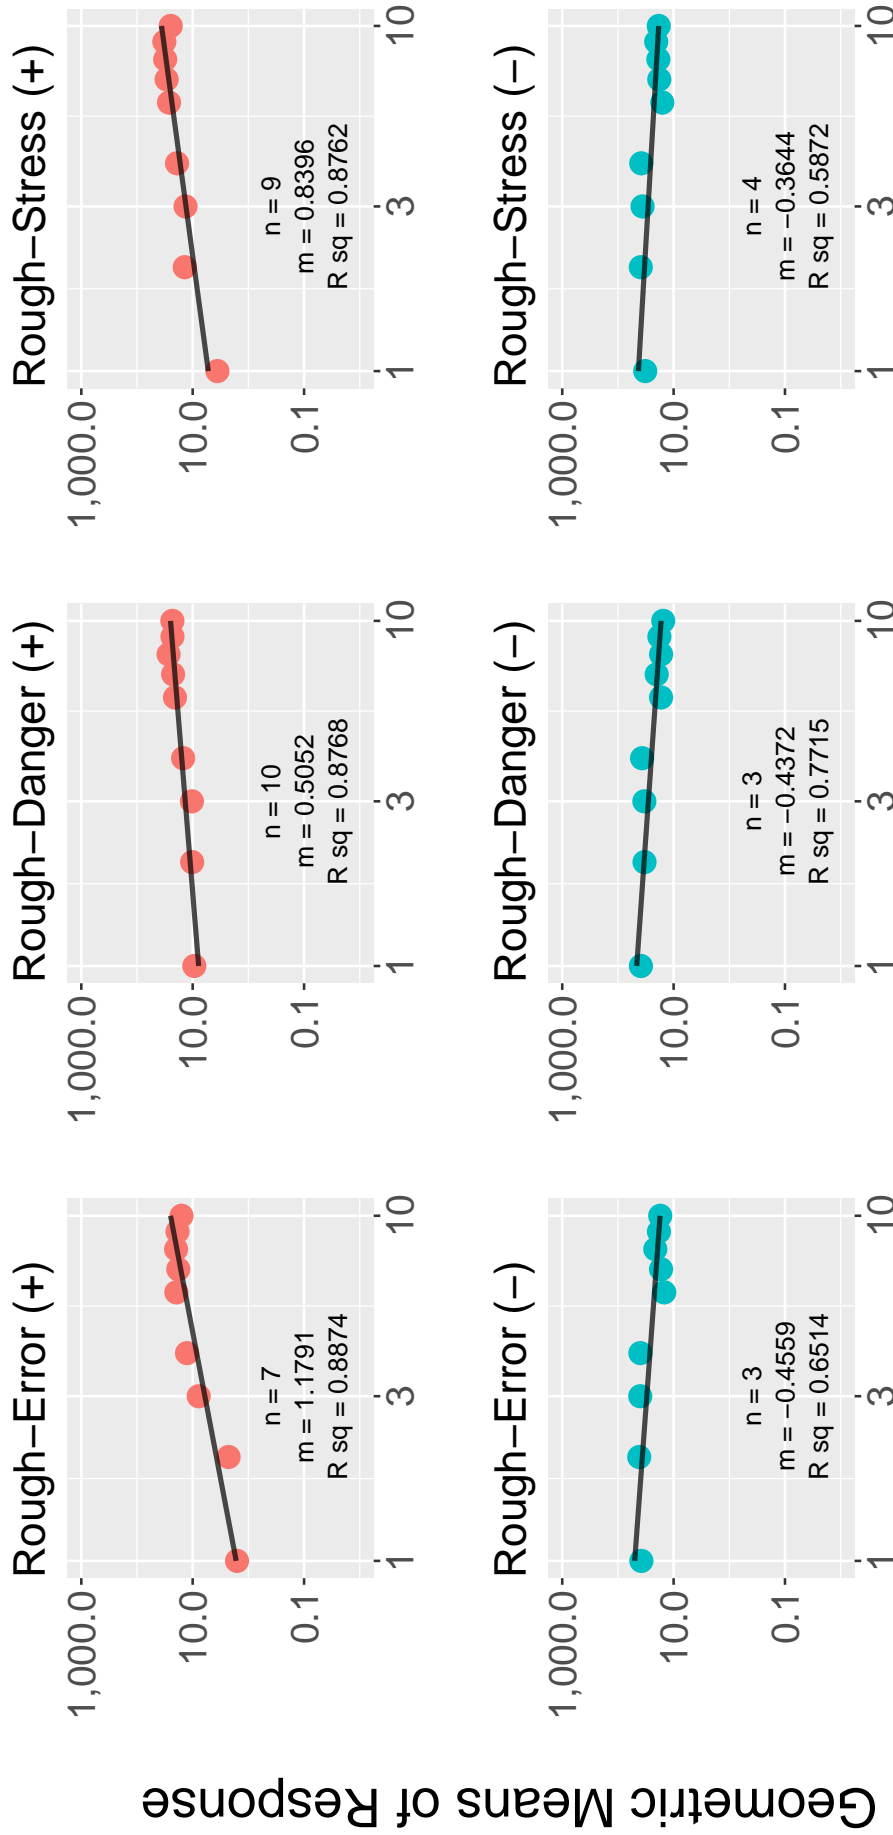 Rough−Error (+)
Rough−Danger (+)
Rough−Stress (+)
1,000.0
10.0
0.1
n = 7
m = 1.1791
R sq = 0.8874
1
3
10
1,000.0
10.0
0.1
n = 10
m = 0.5052
R sq = 0.8768
1
3
10
1,000.0
10.0
0.1
n = 9
m = 0.8396
R sq = 0.8762
1
3
10
Rough−Error (−)
Rough−Danger (−)
Rough−Stress (−)
1,000.0
10.0
0.1
n = 3
m = −0.4559
R sq = 0.6514
1
3
10
1,000.0
10.0
0.1
n = 3
m = −0.4372
R sq = 0.7715
1
3
10
1,000.0
10.0
0.1
n = 4
m = −0.3644
R sq = 0.5872
1
3
10
Geometric Means of Response